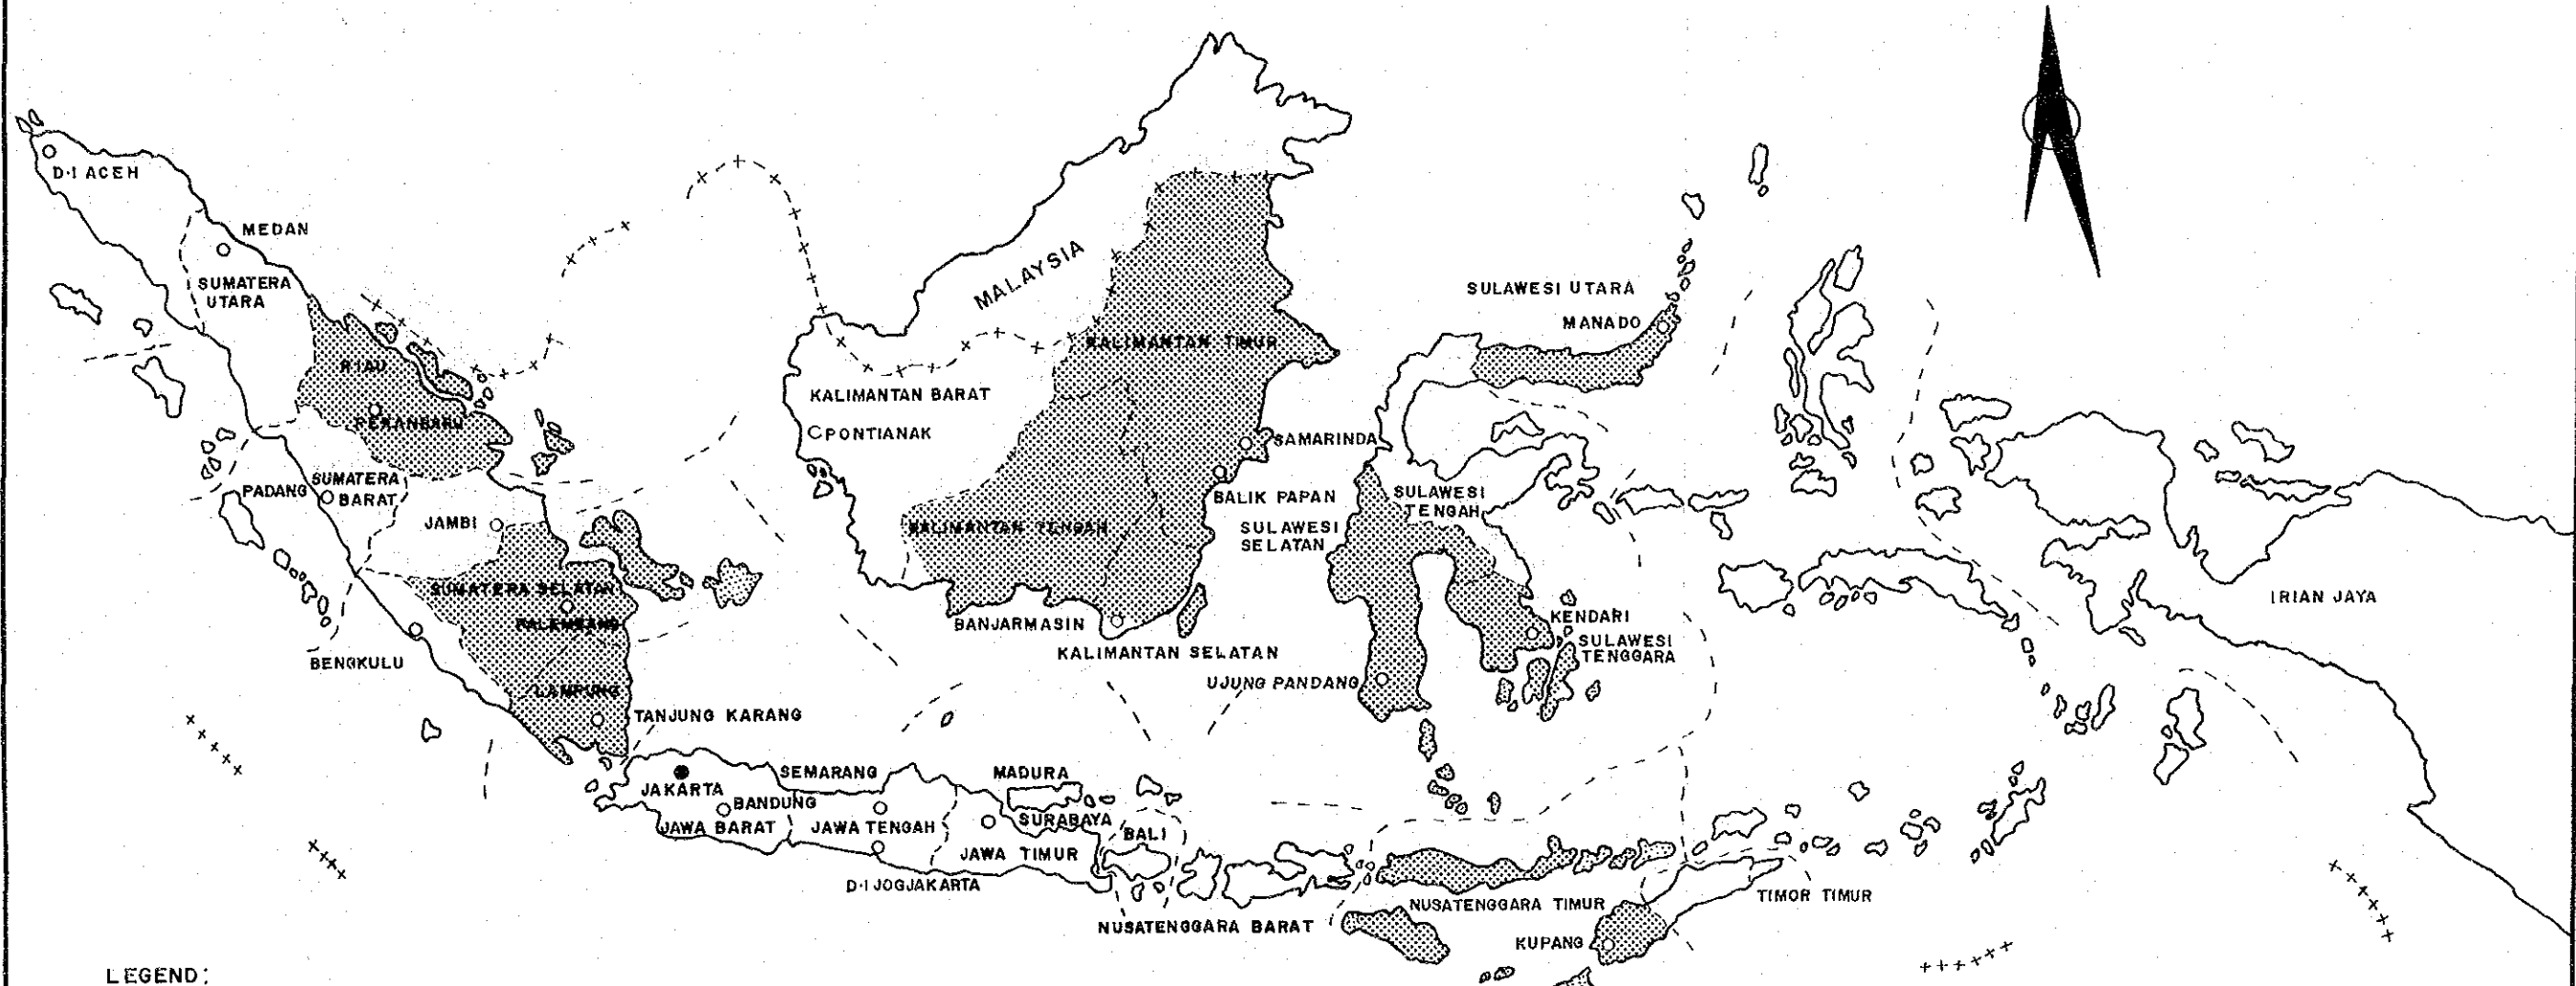 D·I ACEH
MEDAN
SUMATERA
UTARA
RIAU
PEKANBARU
PADANG
SUMATERA
BARAT
JAMBI
SUMATERA SELATAN
PALEMBANG
BENGKULU
LAMPUNG
TANJUNG KARANG
MALAYSIA
KALIMANTAN TIMUR
KALIMANTAN BARAT
PONTIANAK
SAMARINDA
BALIK PAPAN
KALIMANTAN TENGAH
BANJARMASIN
KALIMANTAN SELATAN
SULAWESI UTARA
MANADO
SULAWESI
TENGAH
SULAWESI
SELATAN
KENDARI
SULAWESI
TENGGARA
UJUNG PANDANG
IRIAN JAYA
JAKARTA
BANDUNG
JAWA BARAT
SEMARANG
JAWA TENGAH
D·I JOGJAKARTA
MADURA
SURABAYA
JAWA TIMUR
BALI
NUSATENGGARA BARAT
NUSATENGGARA TIMUR
KUPANG
TIMOR TIMUR
LEGEND: